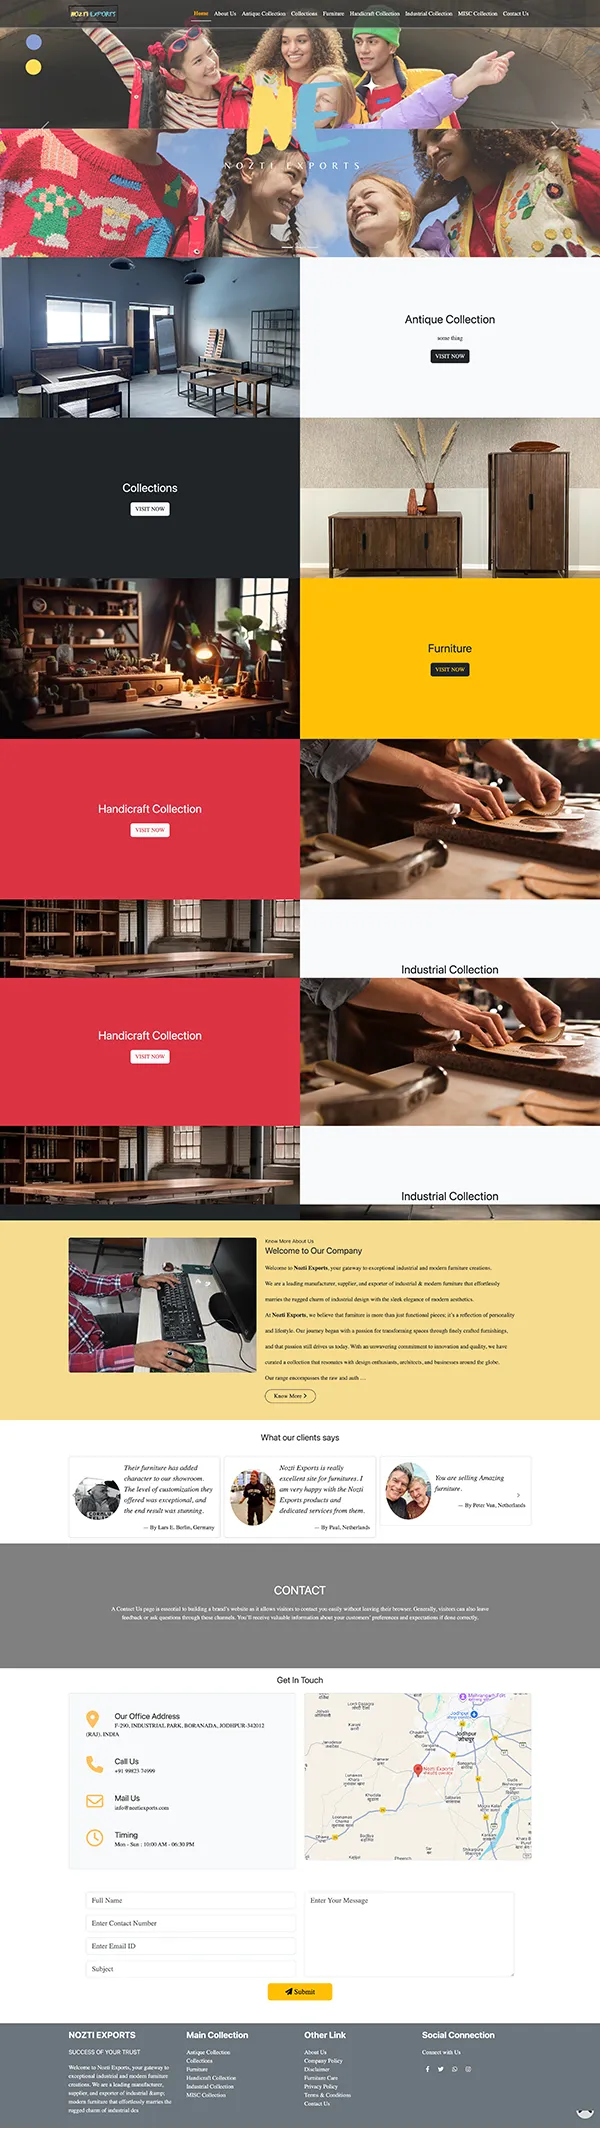 NOZTI EXPORTS
Home About Us Antique Collection Collections Furniture Handicraft Collection Industrial Collection MISC Collection Contact Us
NE
NOZTI EXPORTS
Antique Collection
some thing
VISIT NOW
Collections
VISIT NOW
Furniture
VISIT NOW
Handicraft Collection
VISIT NOW
Industrial Collection
Handicraft Collection
VISIT NOW
Industrial Collection
Know More About Us
Welcome to Our Company
Welcome to Nozti Exports, your gateway to exceptional industrial and modern furniture creations.
We are a leading manufacturer, supplier, and exporter of industrial & modern furniture that effortlessly
marries the rugged charm of industrial design with the sleek elegance of modern aesthetics.
At Nozti Exports, we believe that furniture is more than just functional pieces; it's a reflection of personality
and lifestyle. Our journey began with a passion for transforming spaces through finely crafted furnishings,
and that passion still drives us today. With an unwavering commitment to innovation and quality, we have
curated a collection that resonates with design enthusiasts, architects, and businesses around the globe.
Our range encompasses the raw and auth ...
Know More >
What our clients says
Their furniture has added
character to our showroom.
The level of customization they
offered was exceptional, and
the end result was stunning.
— By Lars E. Berlin, Germany
Nozti Exports is really
excellent site for furnitures. I
am very happy with the Nozti
Exports products and
dedicated services from them.
— By Paul, Netherlands
You are selling Amazing
furniture.
— By Peter Van, Netherlands
CONTACT
A Contact Us page is essential to building a brand's website as it allows visitors to contact you easily without leaving their browser. Generally, visitors can also leave
feedback or ask questions through these channels. You'll receive valuable information about your customers' preferences and expectations if done correctly.
Get In Touch
Our Office Address
F-290, INDUSTRIAL PARK, BORANADA, JODHPUR-342012
(RAJ), INDIA
Call Us
+91 99823 74999
Mail Us
info@noztiexports.com
Timing
Mon - Sun : 10:00 AM - 06:30 PM
Jodhpur
जोधपुर
Nozti Exports
Full Name
Enter Your Message
Enter Contact Number
Enter Email ID
Subject
Submit
NOZTI EXPORTS
SUCCESS OF YOUR TRUST
Welcome to Nozti Exports, your gateway to
exceptional industrial and modern furniture
creations. We are a leading manufacturer,
supplier, and exporter of industrial &amp;
modern furniture that effortlessly marries the
rugged charm of industrial des
Main Collection
Antique Collection
Collections
Furniture
Handicraft Collection
Industrial Collection
MISC Collection
Other Link
About Us
Company Policy
Disclaimer
Furniture Care
Privacy Policy
Terms & Conditions
Contact Us
Social Connection
Connect with Us